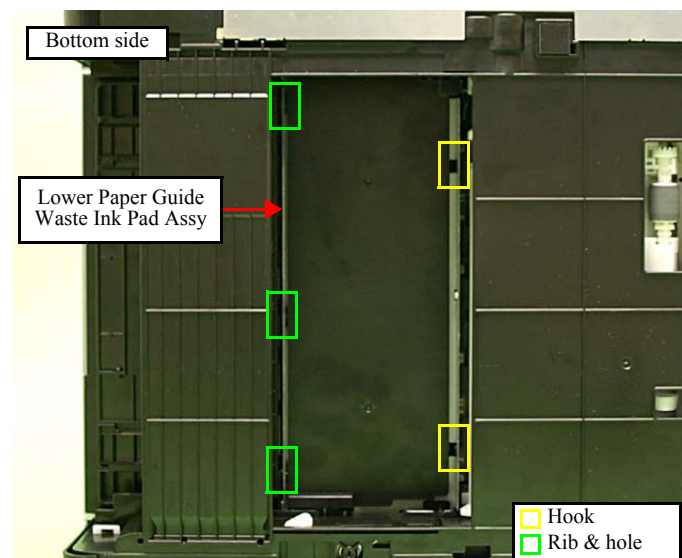 Bottom side
Lower Paper Guide
Waste Ink Pad Assy
Hook
Rib & hole